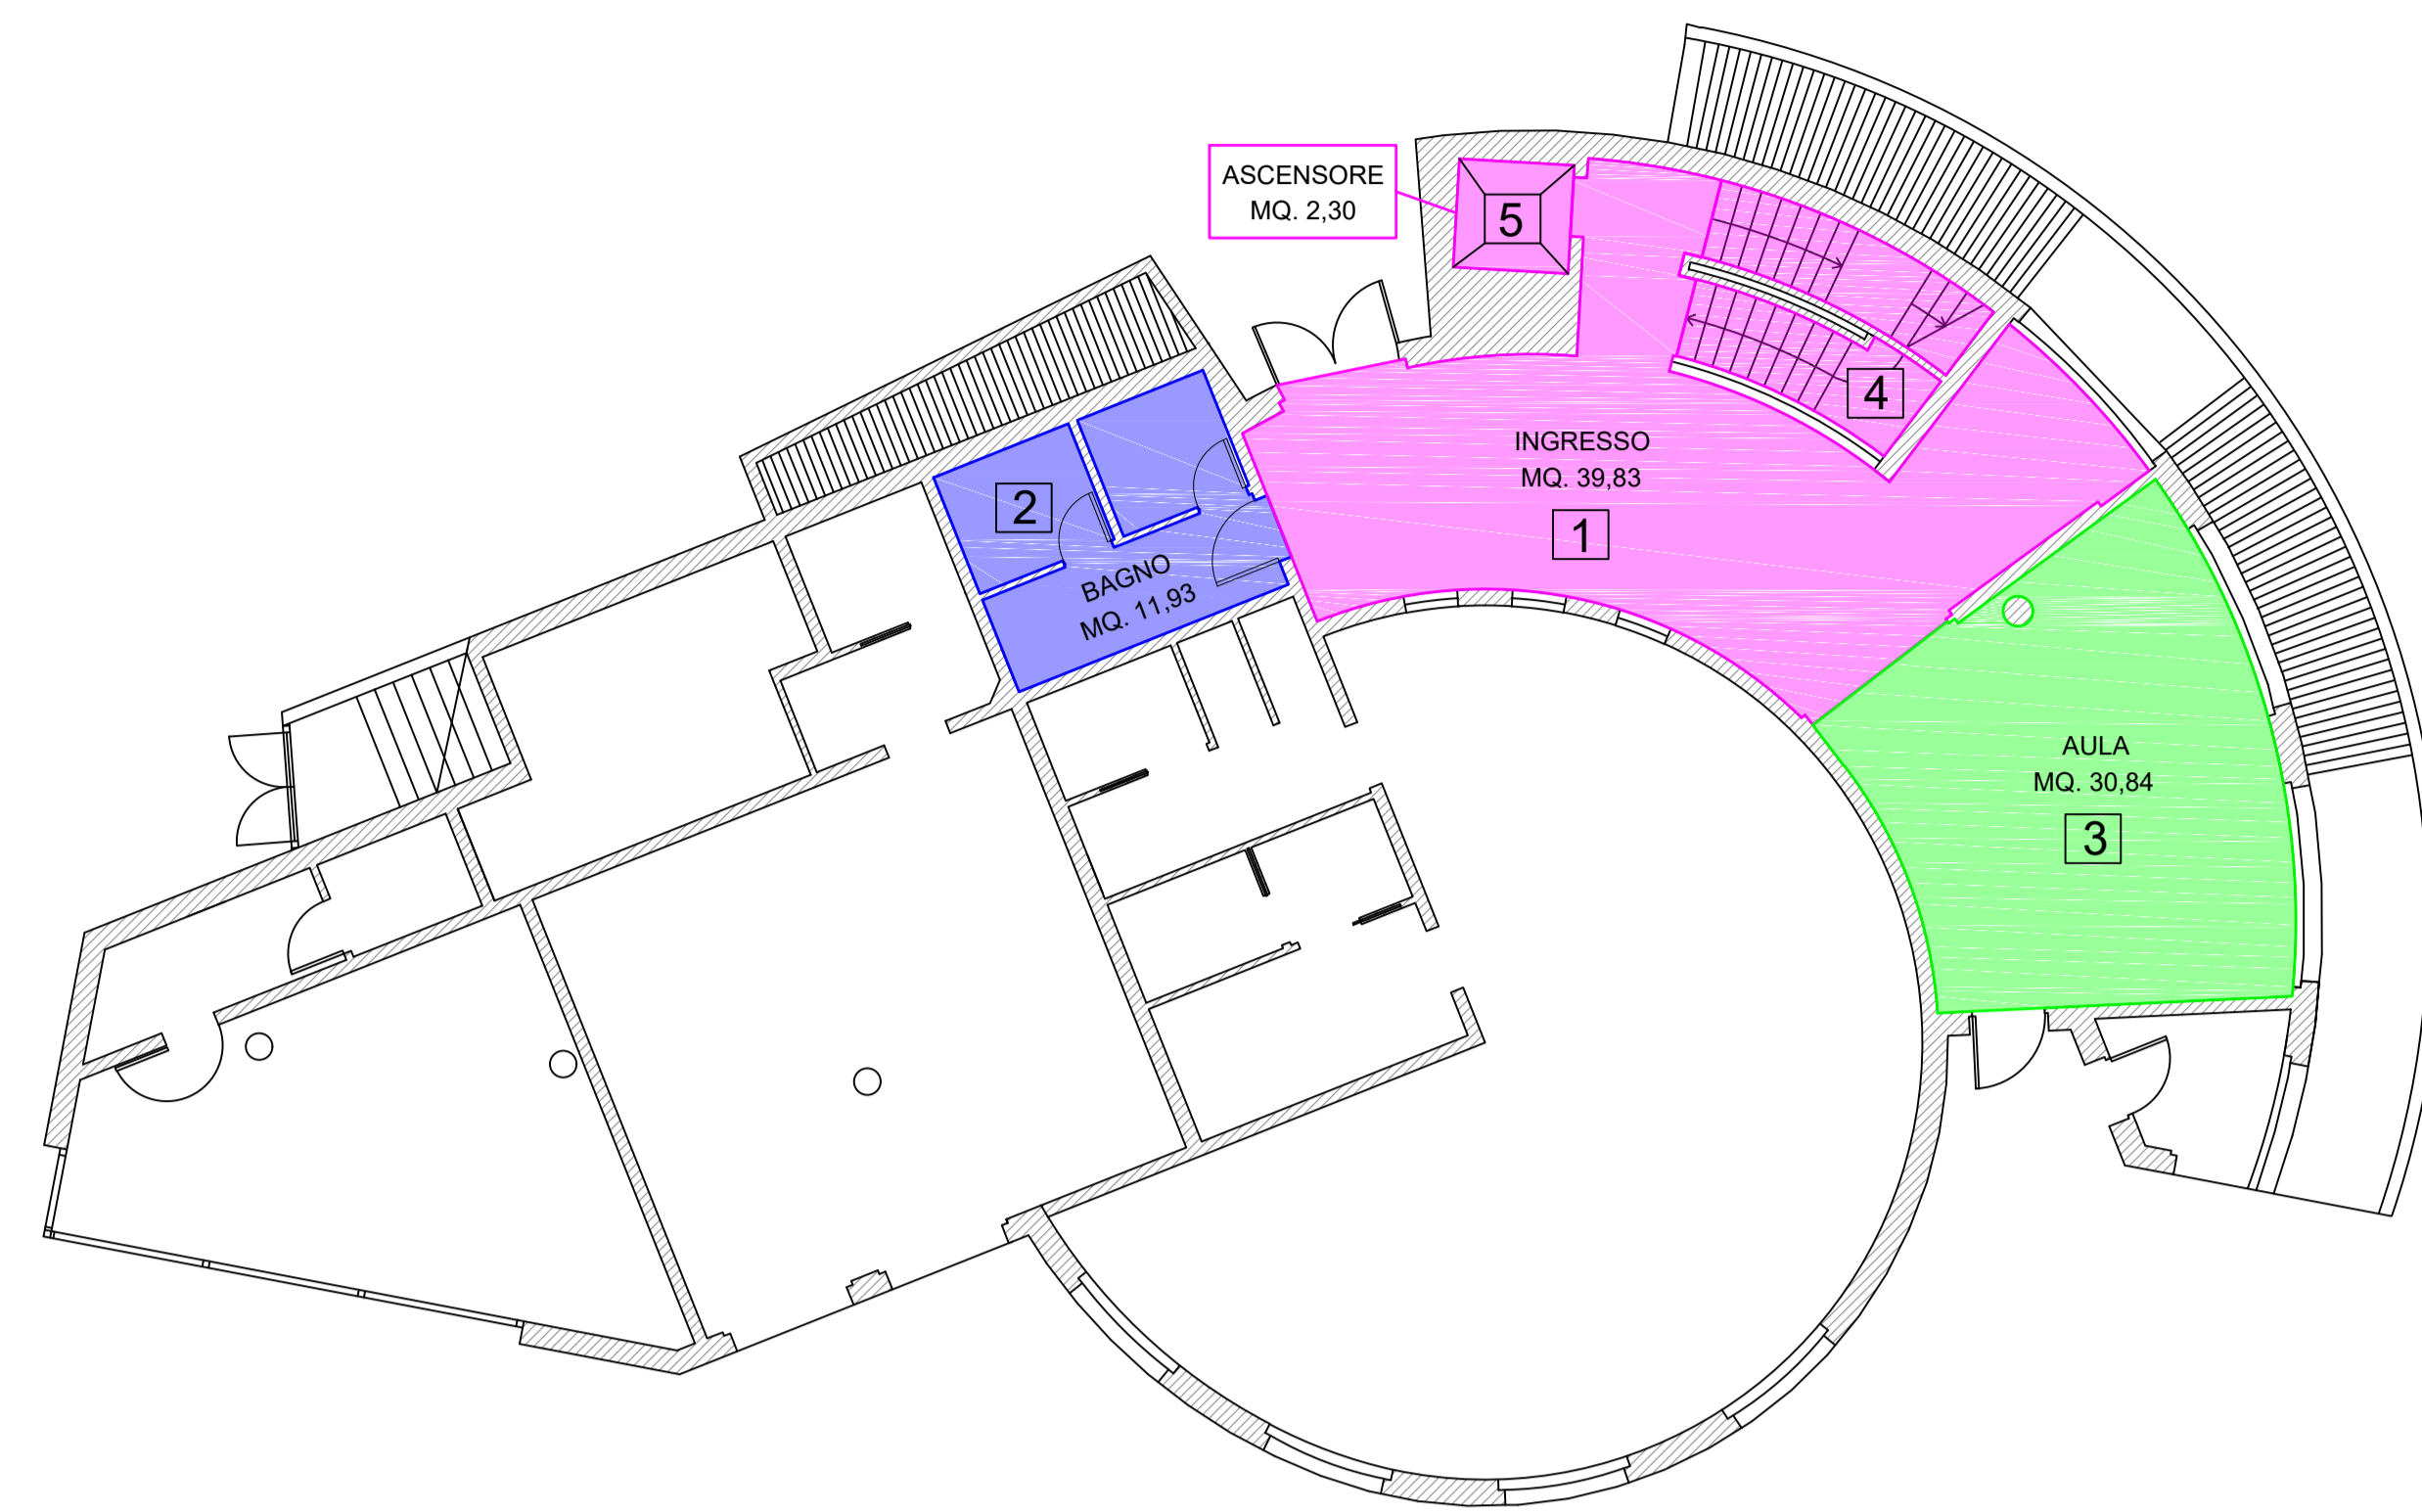 ASCENSORE
MQ. 2,30
5
4
INGRESSO
MQ. 39,83
1
2
BAGNO
MQ. 11,93
AULA
MQ. 30,84
3